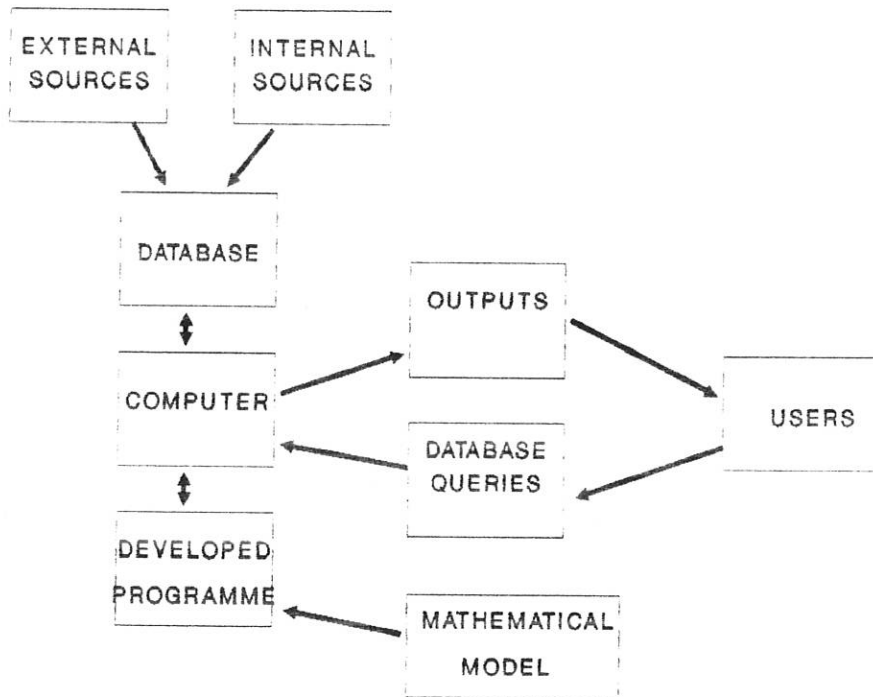 EXTERNAL
SOURCES
INTERNAL
SOURCES
DATABASE
OUTPUTS
COMPUTER
USERS
DATABASE
QUERIES
DEVELOPED
PROGRAMME
MATHEMATICAL
MODEL